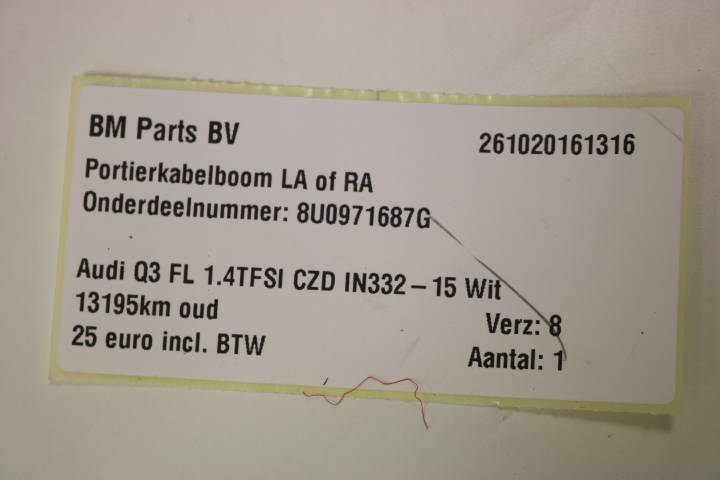 BM Parts BV 261020161316
Portierkabelboom LA of RA
Onderdeelnummer: 8U0971687G
Audi Q3 FL 1.4TFSI CZD IN332 – 15 Wit
13195km oud Verz: 8
25 euro incl. BTW Aantal: 1